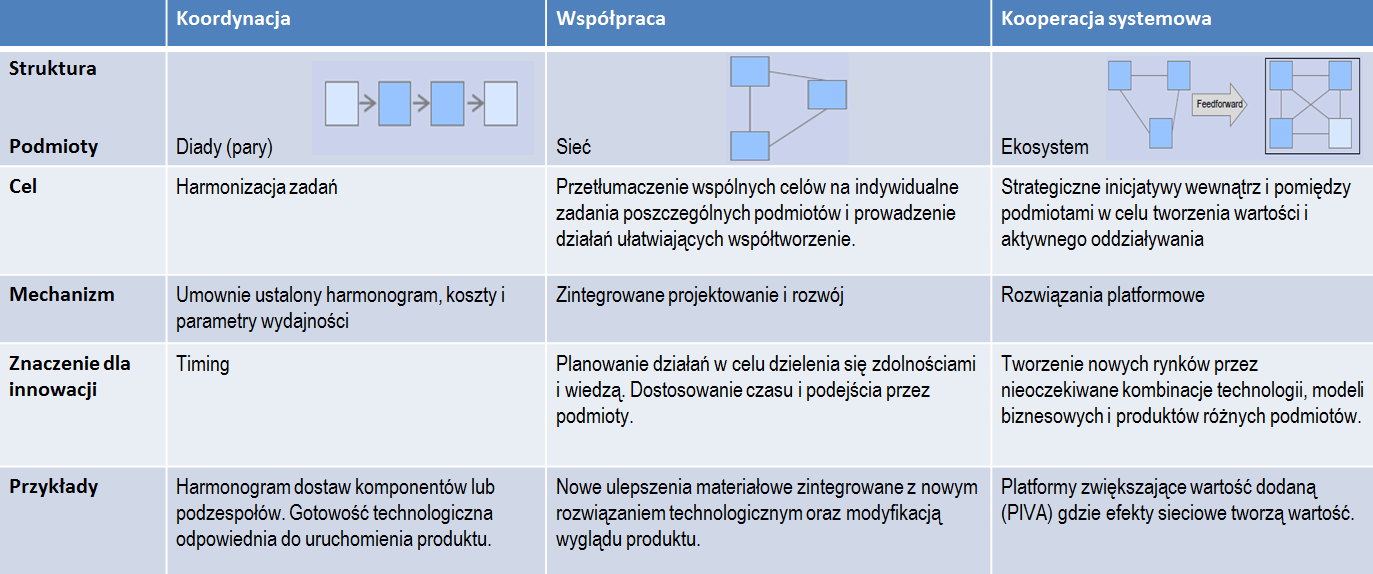 Koordynacja
Współpraca
Kooperacja systemowa
Struktura
Podmioty
Diady (pary)
Sieć
Ekosystem
Feedforward
Cel
Harmonizacja zadań
Przetłumaczenie wspólnych celów na indywidualne
zadania poszczególnych podmiotów i prowadzenie
działań ułatwiających współtworzenie.
Strategiczne inicjatywy wewnątrz i pomiędzy
podmiotami w celu tworzenia wartości i
aktywnego oddziaływania
Mechanizm
Umownie ustalony harmonogram, koszty i
parametry wydajności
Zintegrowane projektowanie i rozwój
Rozwiązania platformowe
Znaczenie dla
innowacji
Timing
Planowanie działań w celu dzielenia się zdolnościami
i wiedzą. Dostosowanie czasu i podejścia przez
podmioty.
Tworzenie nowych rynków przez
nieoczekiwane kombinacje technologii, modeli
biznesowych i produktów różnych podmiotów.
Przykłady
Harmonogram dostaw komponentów lub
podzespołów. Gotowość technologiczna
odpowiednia do uruchomienia produktu.
Nowe ulepszenia materiałowe zintegrowane z nowym
rozwiązaniem technologicznym oraz modyfikacją
wyglądu produktu.
Platformy zwiększające wartość dodaną
(PIVA) gdzie efekty sieciowe tworzą wartość.